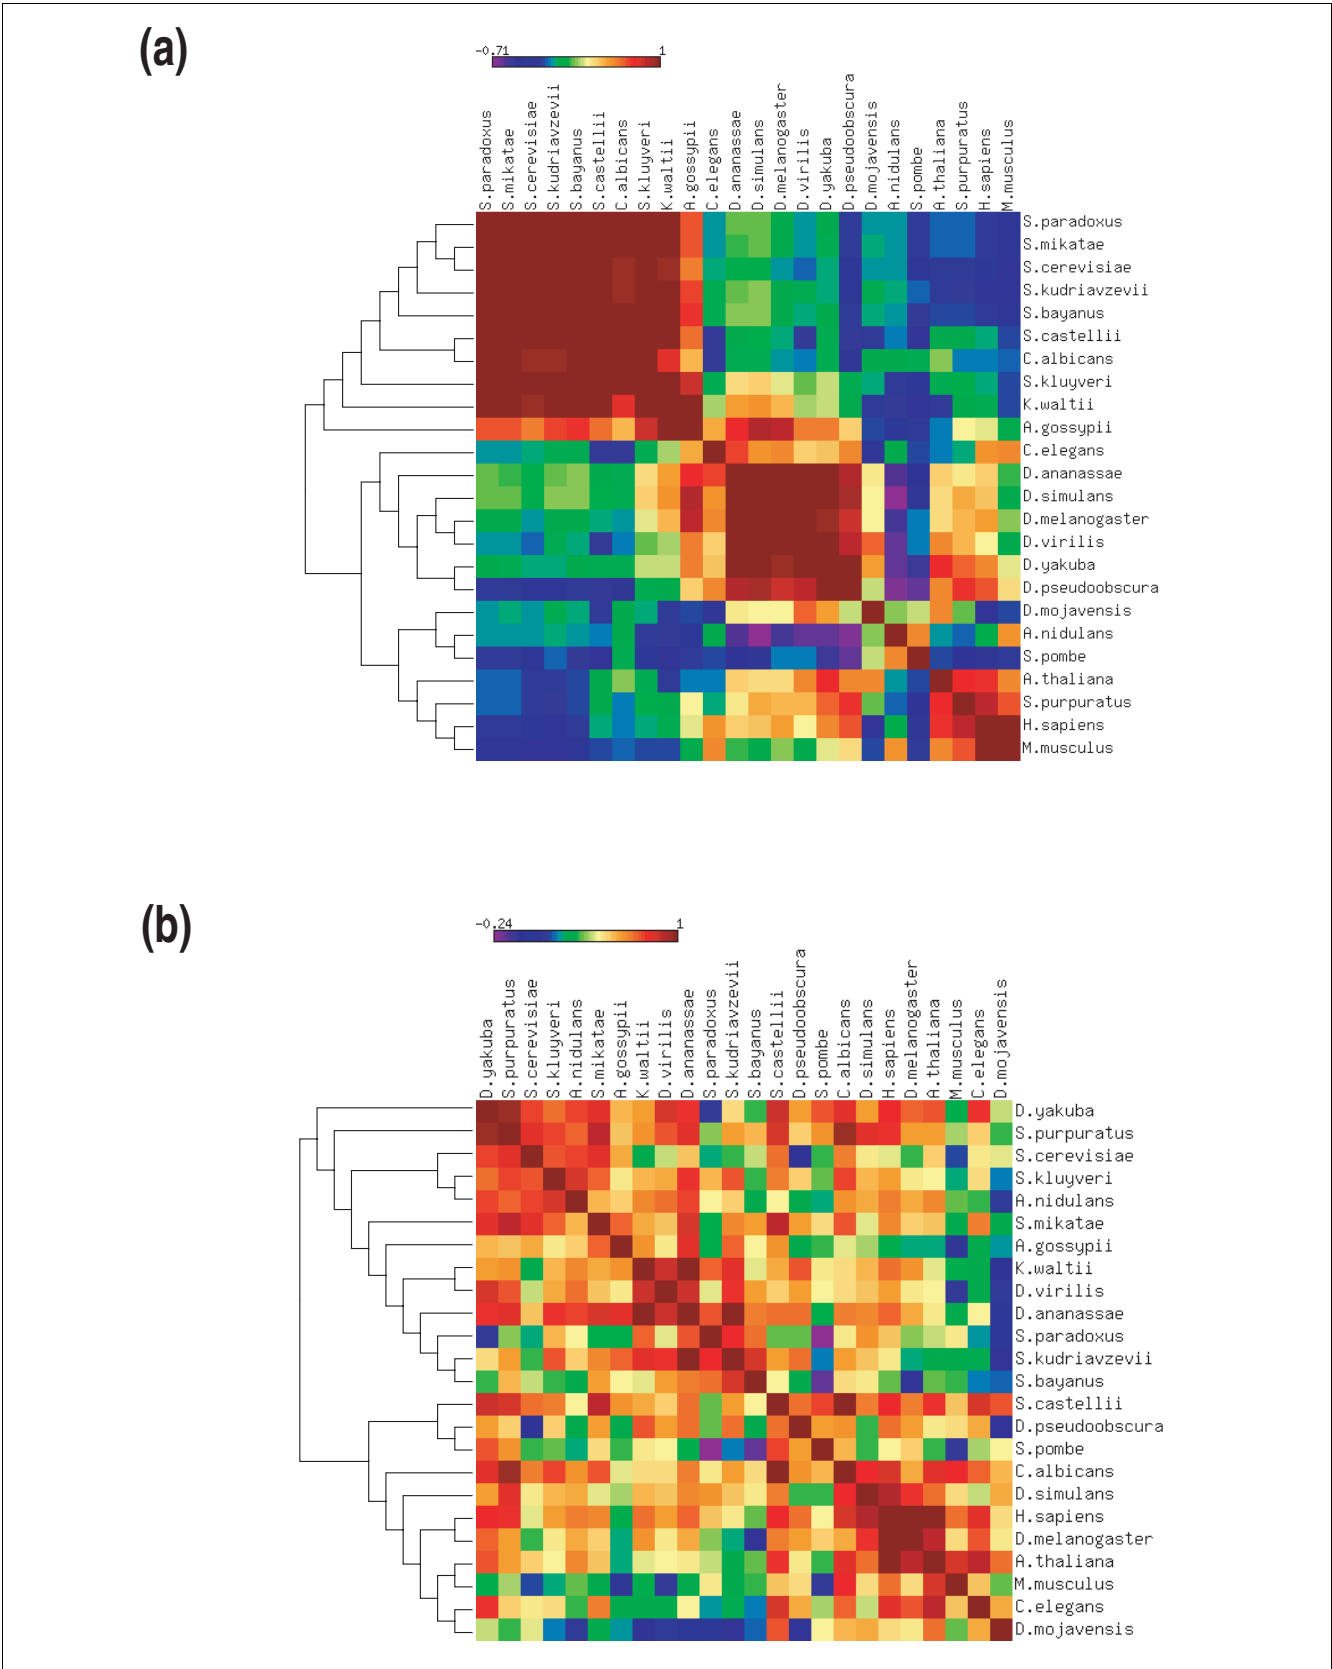 (a)
−0.71 1
S.paradoxus
S.mikatae
S.cerevisiae
S.kudriavzevii
S.bayanus
S.castellii
C.albicans
S.kluyveri
K.waltii
A.gossypii
C.elegans
D.ananassae
D.simulans
D.melanogaster
D.virilis
D.yakuba
D.pseudoobscura
D.mojavensis
A.nidulans
S.pombe
A.thaliana
S.purpuratus
H.sapiens
M.musculus
S.paradoxus
S.mikatae
S.cerevisiae
S.kudriavzevii
S.bayanus
S.castellii
C.albicans
S.kluyveri
K.waltii
A.gossypii
C.elegans
D.ananassae
D.simulans
D.melanogaster
D.virilis
D.yakuba
D.pseudoobscura
D.mojavensis
A.nidulans
S.pombe
A.thaliana
S.purpuratus
H.sapiens
M.musculus
(b)
−0.24 1
D.yakuba
S.purpuratus
S.cerevisiae
S.kluyveri
A.nidulans
S.mikatae
A.gossypii
K.waltii
D.virilis
D.ananassae
S.paradoxus
S.kudriavzevii
S.bayanus
S.castellii
D.pseudoobscura
S.pombe
C.albicans
D.simulans
H.sapiens
D.melanogaster
A.thaliana
M.musculus
C.elegans
D.mojavensis
D.yakuba
S.purpuratus
S.cerevisiae
S.kluyveri
A.nidulans
S.mikatae
A.gossypii
K.waltii
D.virilis
D.ananassae
S.paradoxus
S.kudriavzevii
S.bayanus
S.castellii
D.pseudoobscura
S.pombe
C.albicans
D.simulans
H.sapiens
D.melanogaster
A.thaliana
M.musculus
C.elegans
D.mojavensis